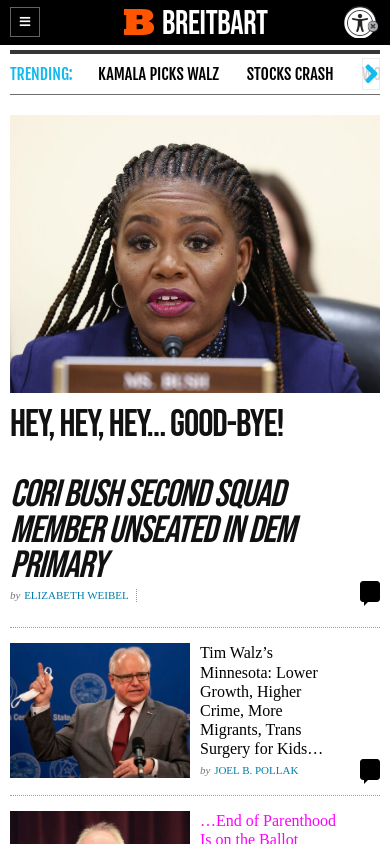 BREITBART
TRENDING:
KAMALA PICKS WALZ
STOCKS CRASH
MS. BUSH
HEY, HEY, HEY... GOOD-BYE!
CORI BUSH SECOND SQUAD
MEMBER UNSEATED IN DEM
PRIMARY
by ELIZABETH WEIBEL
Tim Walz’s
Minnesota: Lower
Growth, Higher
Crime, More
Migrants, Trans
Surgery for Kids…
by JOEL B. POLLAK
…End of Parenthood
Is on the Ballot